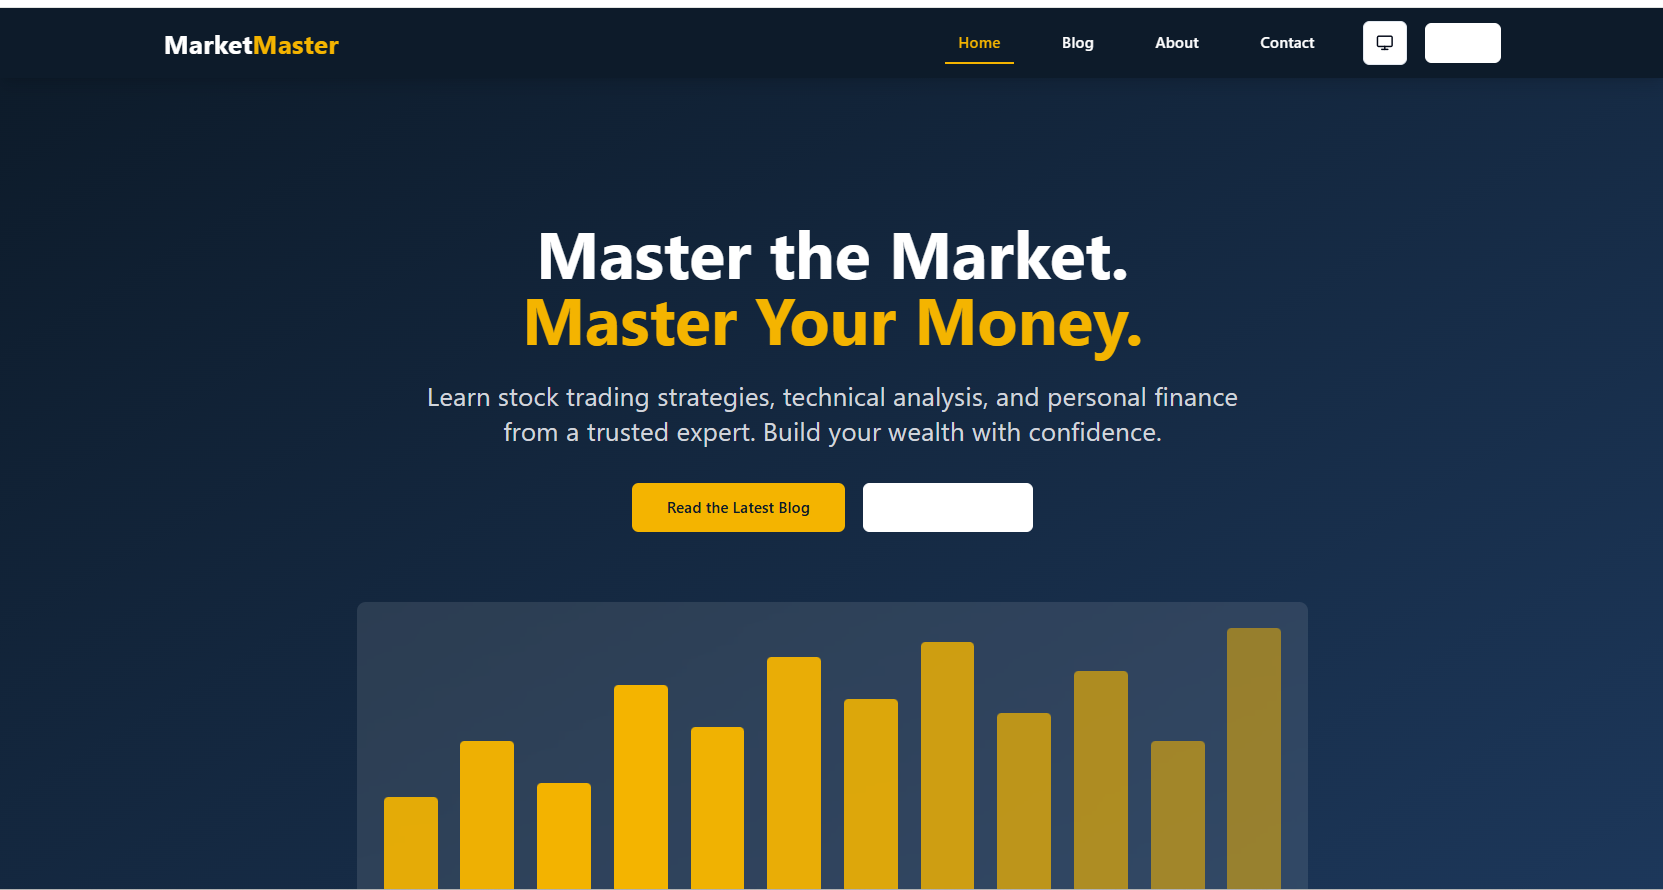 MarketMaster
Home
Blog
About
Contact
Master the Market.
Master Your Money.
Learn stock trading strategies, technical analysis, and personal finance
from a trusted expert. Build your wealth with confidence.
Read the Latest Blog